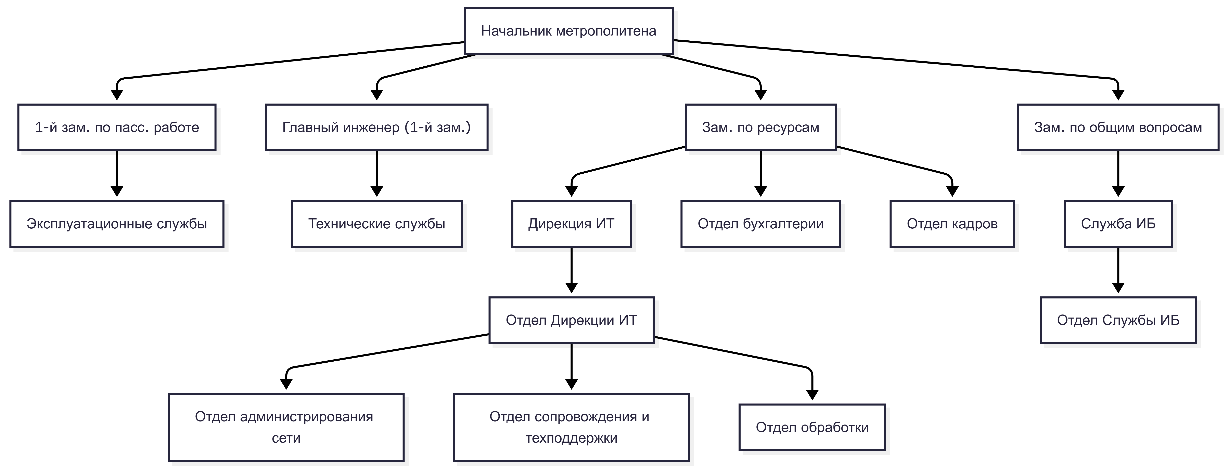 Начальник метрополитена
1-й зам. по пасс. работе
Главный инженер (1-й зам.)
Зам. по ресурсам
Зам. по общим вопросам
Эксплуатационные службы
Технические службы
Дирекция ИТ
Отдел бухгалтерии
Отдел кадров
Служба ИБ
Отдел Дирекции ИТ
Отдел Службы ИБ
Отдел администрирования
сети
Отдел сопровождения и
техподдержки
Отдел обработки